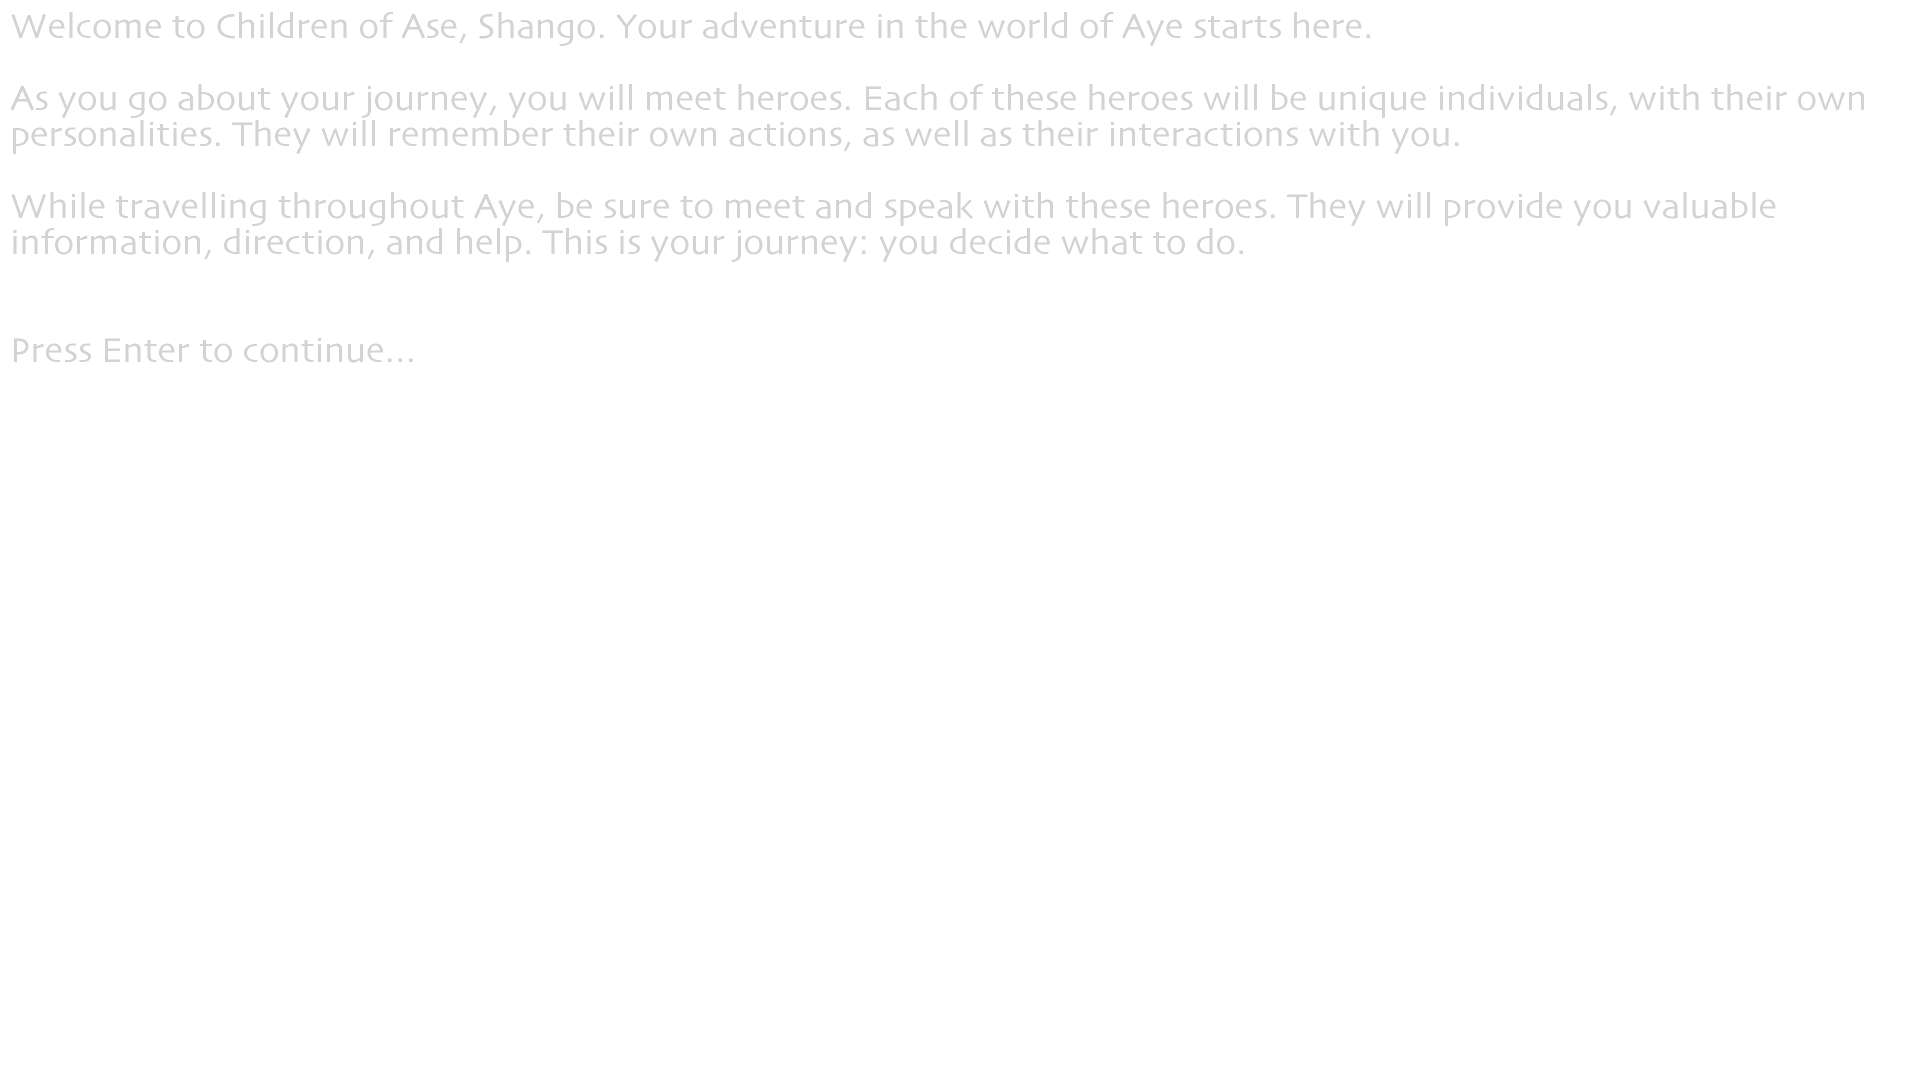 Welcome to Children of Ase, Shango. Your adventure in the world of Aye starts here.
As you go about your journey, you will meet heroes. Each of these heroes will be unique individuals, with their own
personalities. They will remember their own actions, as well as their interactions with you.
While travelling throughout Aye, be sure to meet and speak with these heroes. They will provide you valuable
information, direction, and help. This is your journey: you decide what to do.
Press Enter to continue...